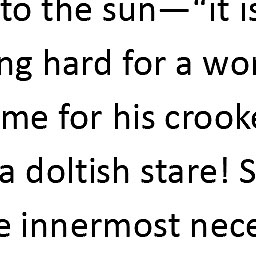 to the sun—“it is
ng hard for a wor
me for his crooke
a doltish stare! S
e innermost nece